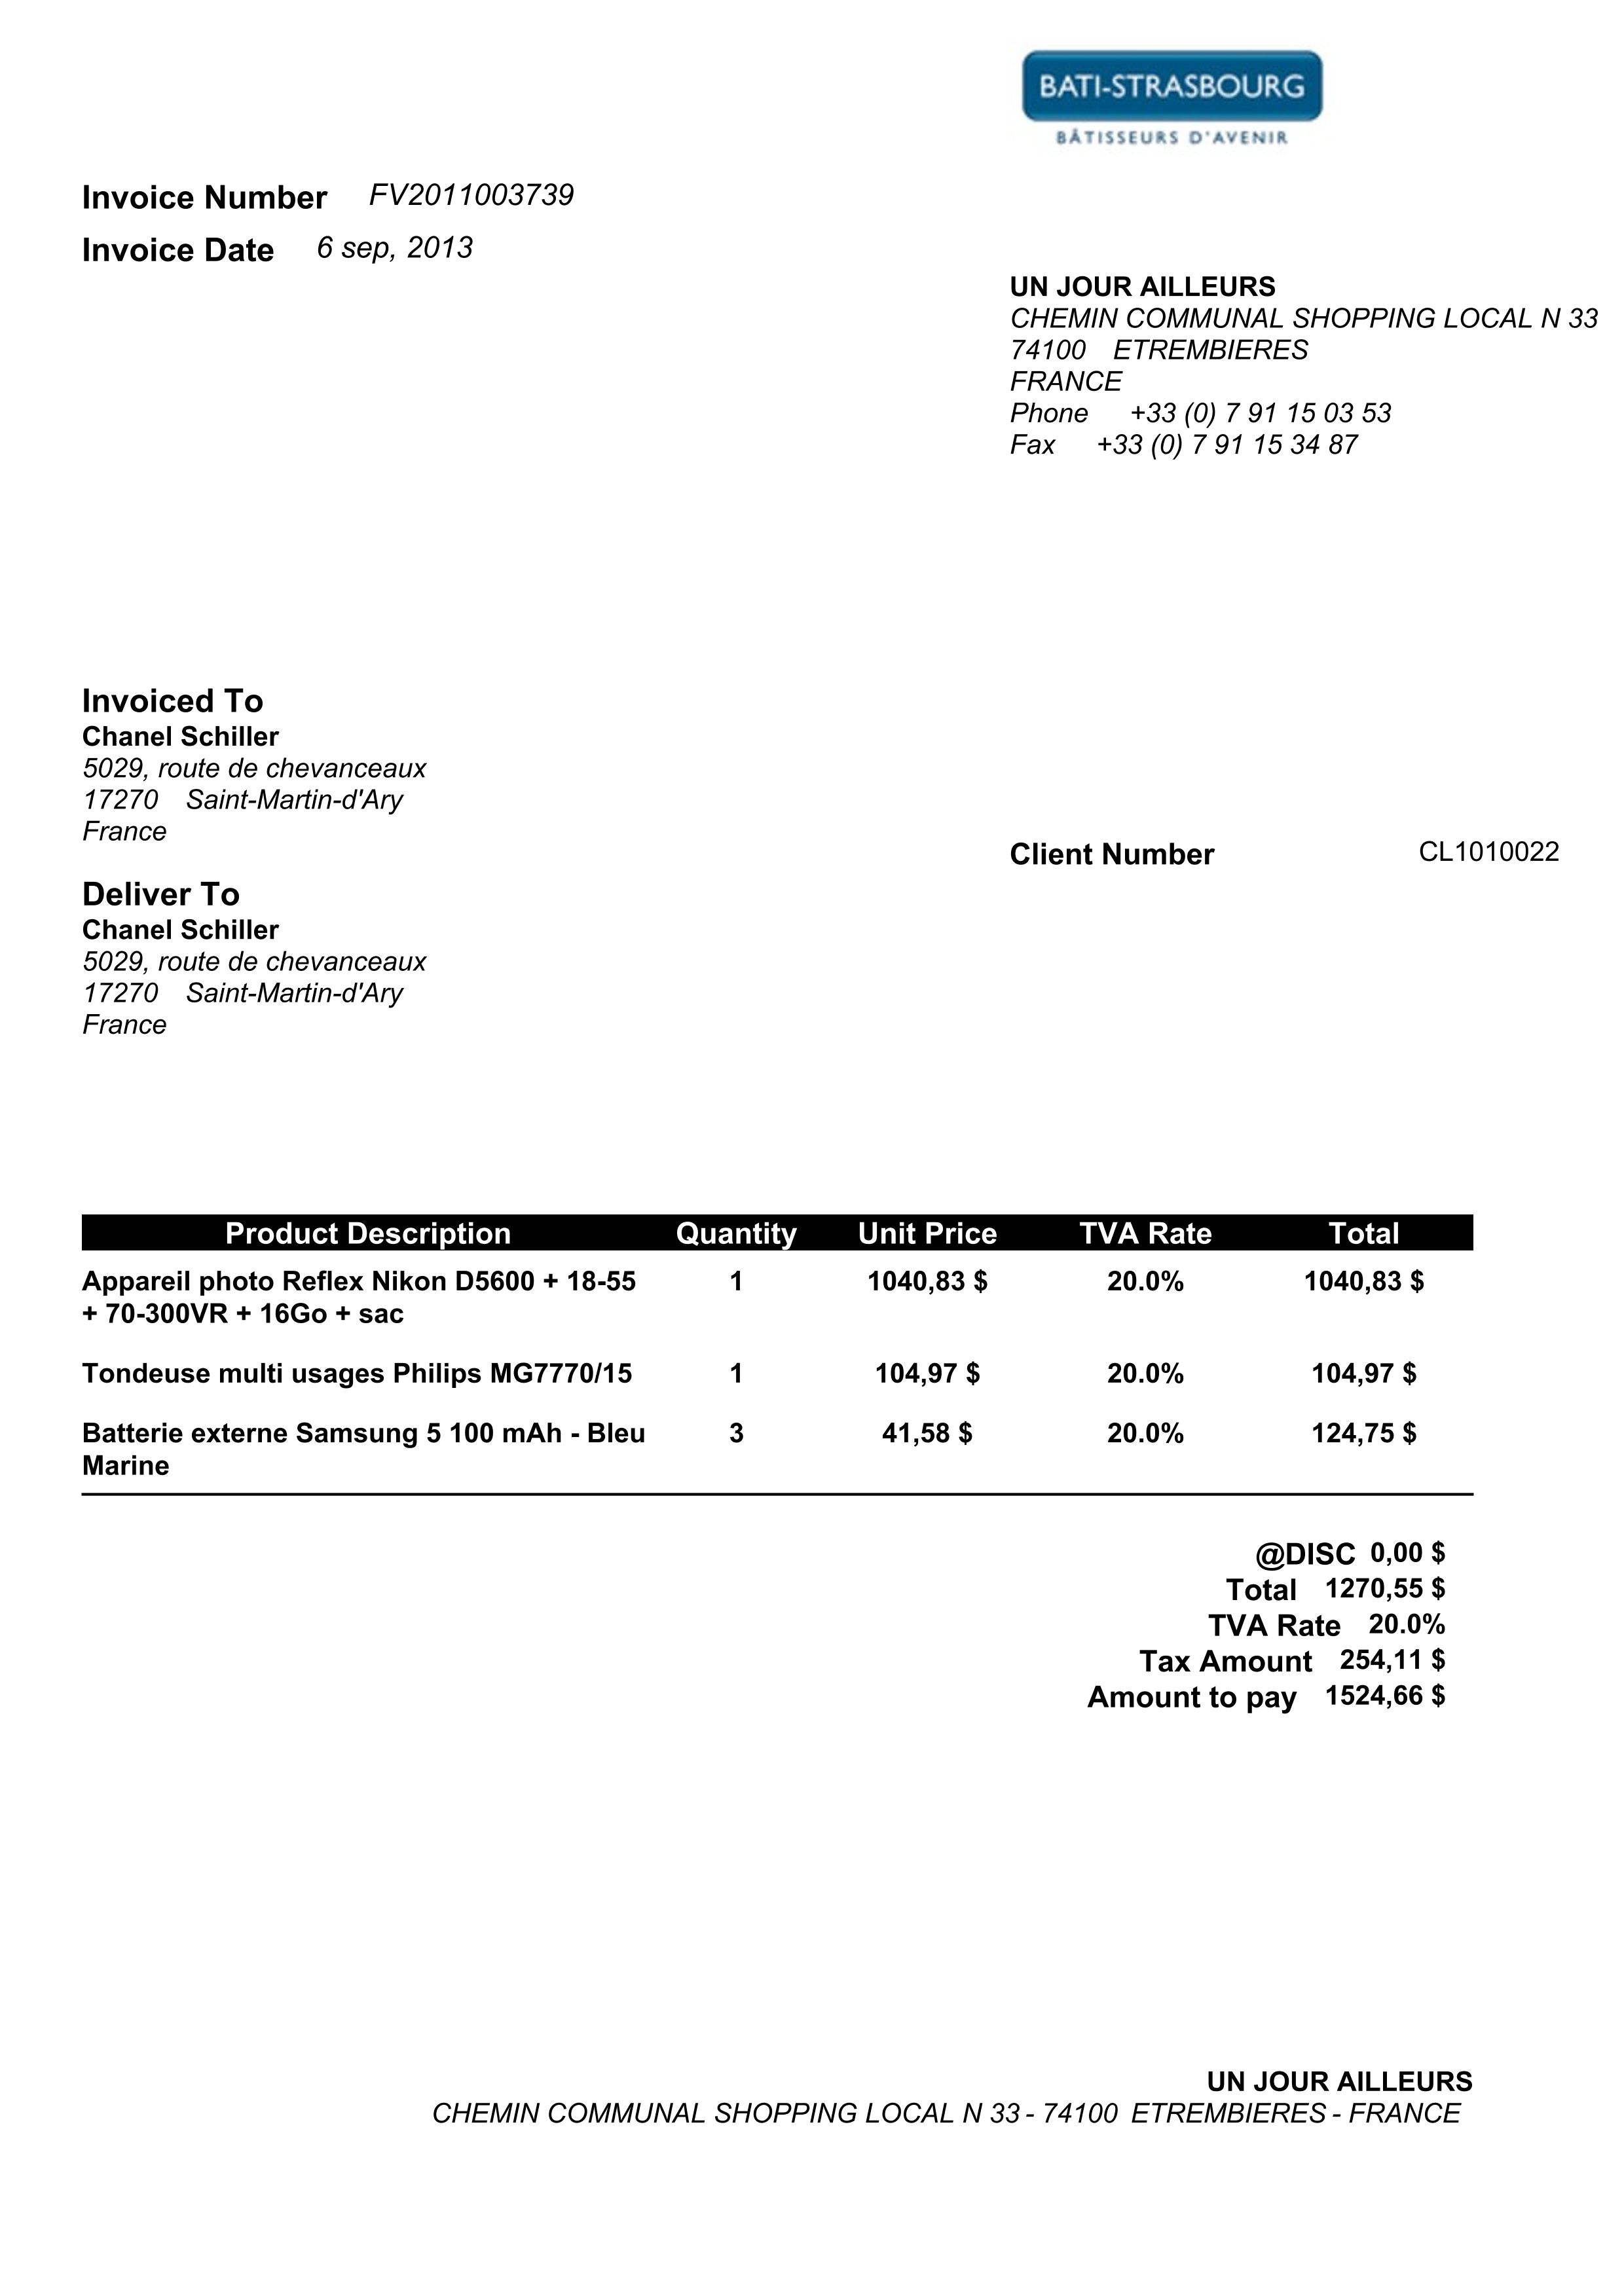 BATI-STRASBOURG
BÂTISSEURS D'AVENIR
Invoice Number FV2011003739
Invoice Date 6 sep, 2013
UN JOUR AILLEURS
CHEMIN COMMUNAL SHOPPING LOCAL N 33
74100 ETREMBIERES
FRANCE
Phone +33 (0) 7 91 15 03 53
Fax +33 (0) 7 91 15 34 87
Invoiced To
Chanel Schiller
5029, route de chevanceaux
17270 Saint-Martin-d'Ary
France
Client Number CL1010022
Deliver To
Chanel Schiller
5029, route de chevanceaux
17270 Saint-Martin-d'Ary
France
Product Description Quantity Unit Price TVA Rate Total
Appareil photo Reflex Nikon D5600 + 18-55 1 1040,83 $ 20.0% 1040,83 $
+ 70-300VR + 16Go + sac
Tondeuse multi usages Philips MG7770/15 1 104,97 $ 20.0% 104,97 $
Batterie externe Samsung 5 100 mAh - Bleu 3 41,58 $ 20.0% 124,75 $
Marine
@DISC 0,00 $
Total 1270,55 $
TVA Rate 20.0%
Tax Amount 254,11 $
Amount to pay 1524,66 $
UN JOUR AILLEURS
CHEMIN COMMUNAL SHOPPING LOCAL N 33 - 74100 ETREMBIERES - FRANCE